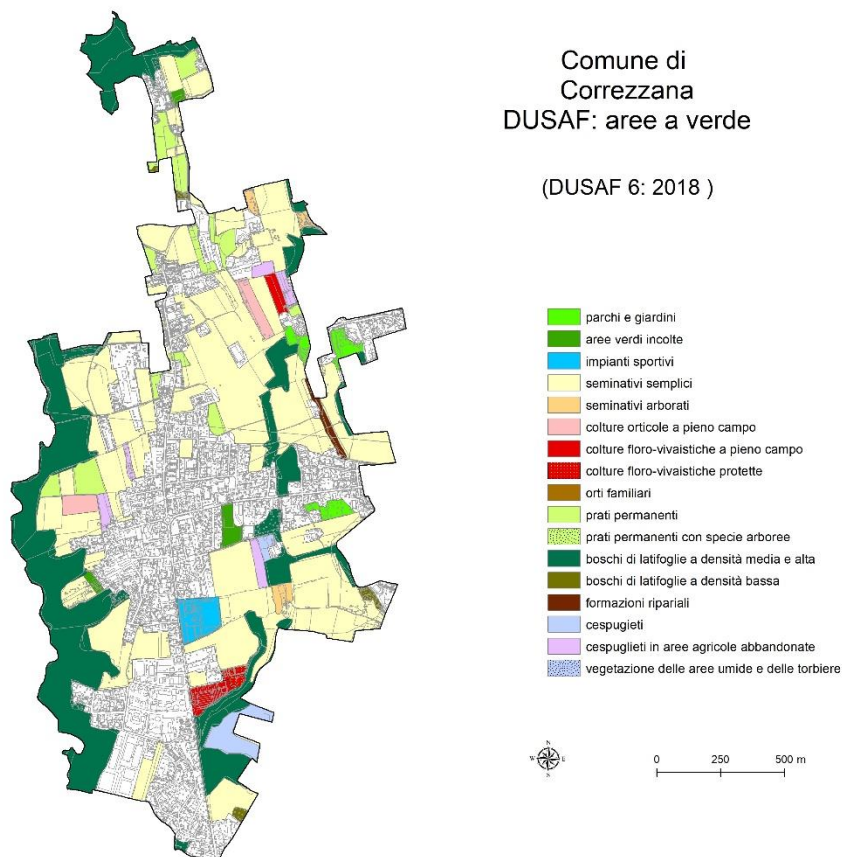 Comune di
Correzzana
DUSAF: aree a verde
(DUSAF 6: 2018 )
parchi e giardini
aree verdi incolte
impianti sportivi
seminativi semplici
seminativi arborati
colture orticole a pieno campo
colture floro-vivaistiche a pieno campo
colture floro-vivaistiche protette
orti familiari
prati permanenti
prati permanenti con specie arboree
boschi di latifoglie a densità media e alta
boschi di latifoglie a densità bassa
formazioni ripariali
cespuglieti
cespuglieti in aree agricole abbandonate
vegetazione delle aree umide e delle torbiere
N
W E
S
0 250 500 m